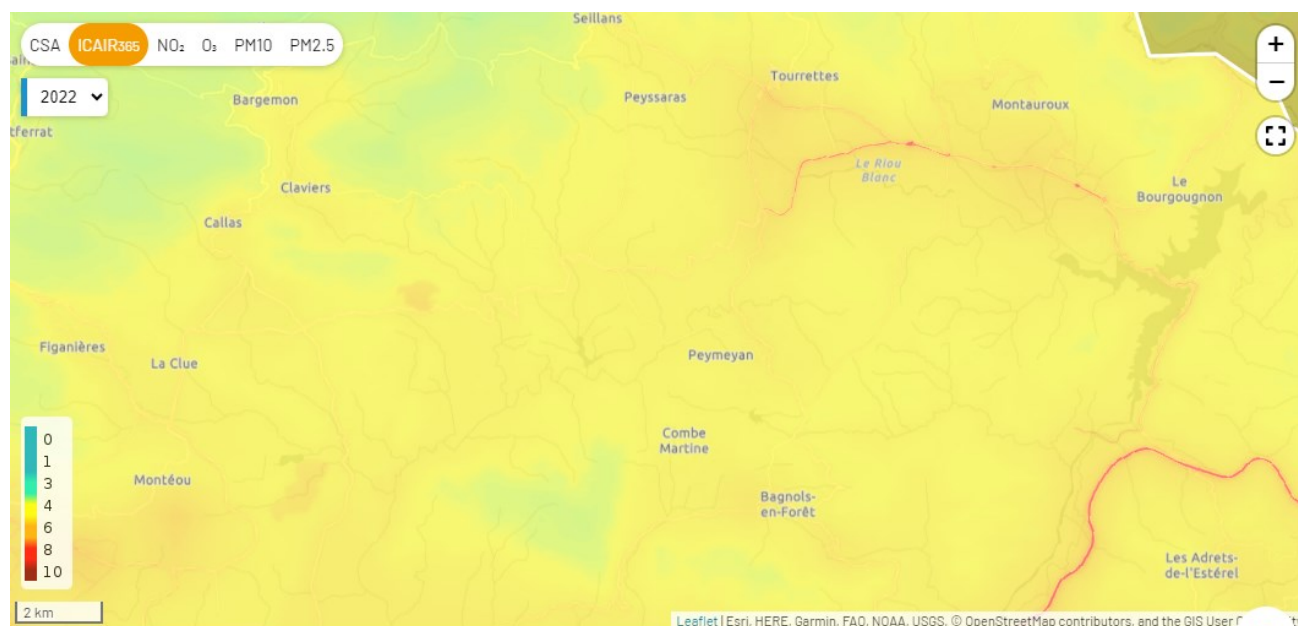 Seillans
CSA ICAIR365 NO₂ O₃ PM10 PM2.5
2022
Tourrettes
Bargemon
Peyssaras
Montauroux
tferrat
Le Riou
Blanc
Le
Bourgougnon
Claviers
Callas
Figanières
La Clue
Peymeyan
0
1
3
4
6
8
10
Combe
Martine
Montéou
Bagnols-
en-Forêt
Les Adrets-
de-l'Estérel
2 km
Leaflet | Esri, HERE, Garmin, FAO, NOAA, USGS, © OpenStreetMap contributors, and the GIS User